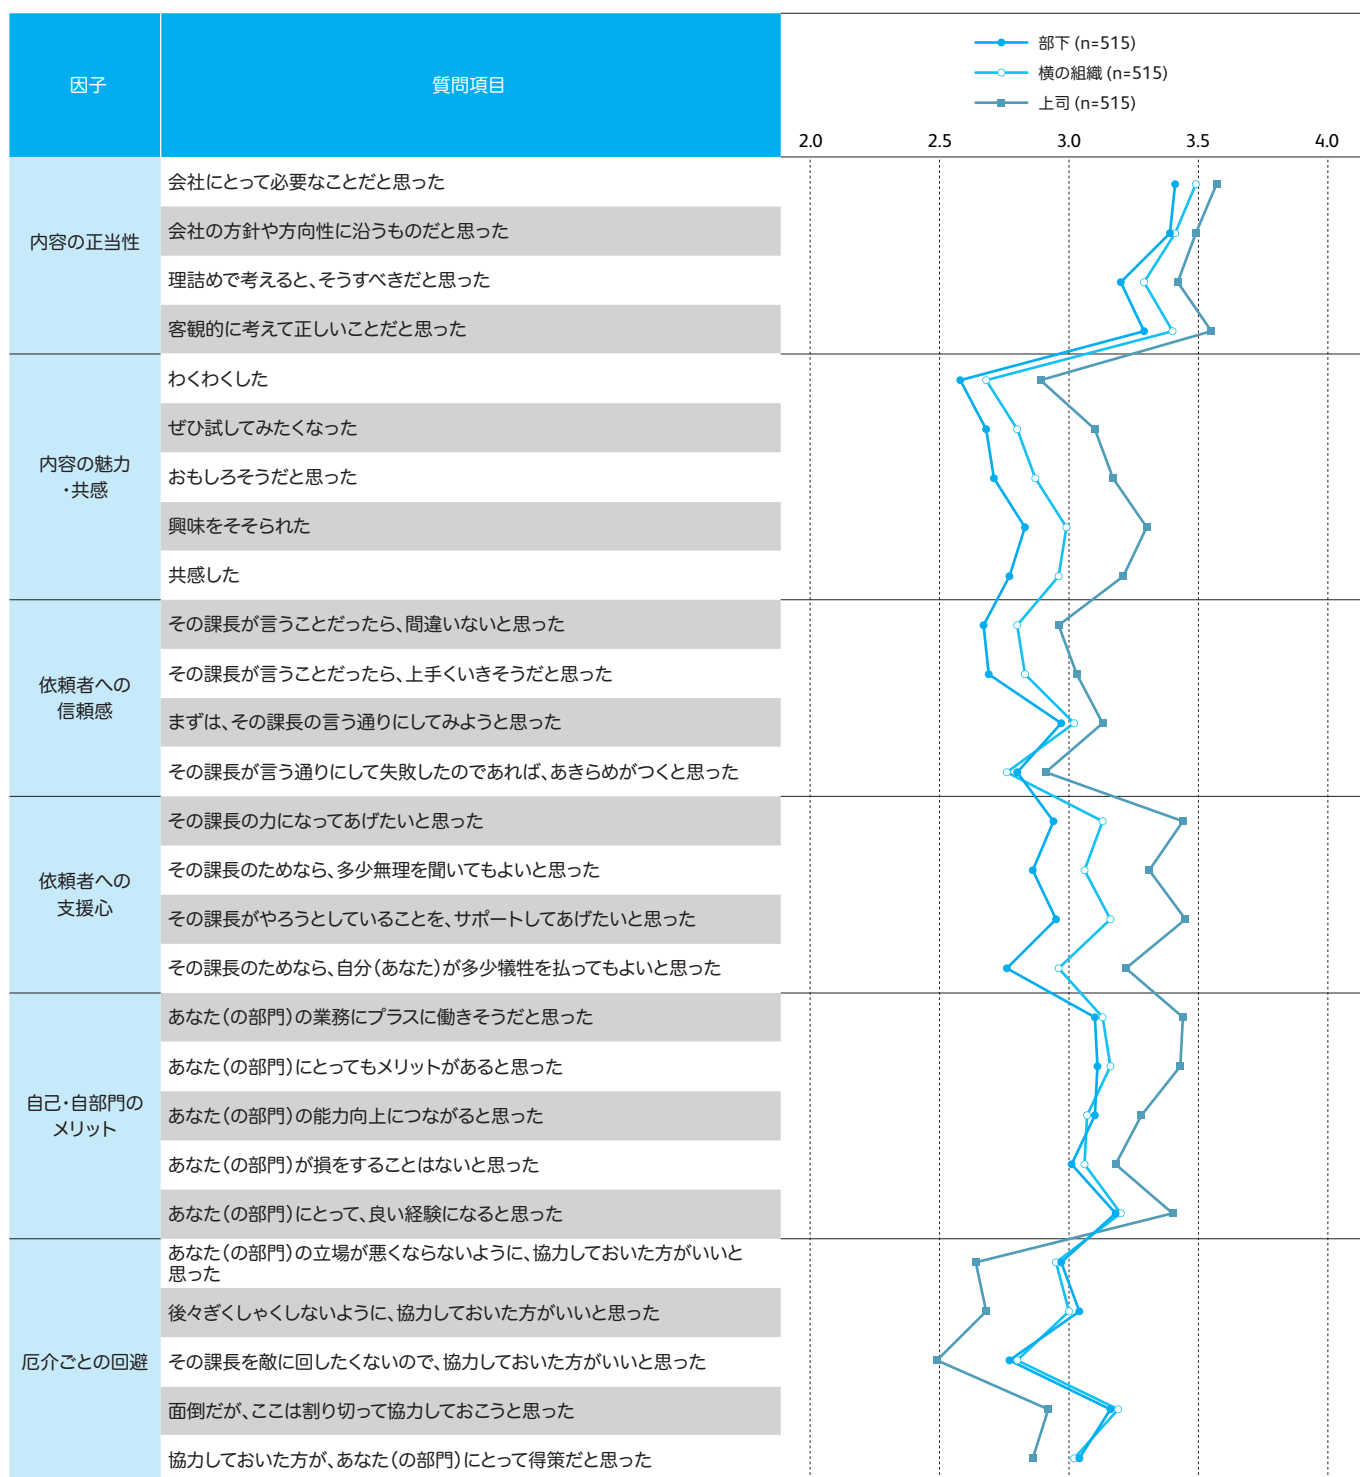 因子
質問項目
部下 (n=515)
横の組織 (n=515)
上司 (n=515)
2.0
2.5
3.0
3.5
4.0
内容の正当性
会社にとって必要なことだと思った
会社の方針や方向性に沿うものだと思った
理詰めで考えると、そうすべきだと思った
客観的に考えて正しいことだと思った
内容の魅力
・共感
わくわくした
ぜひ試してみたくなった
おもしろそうだと思った
興味をそそられた
共感した
依頼者への
信頼感
その課長が言うことだったら、間違いないと思った
その課長が言うことだったら、上手くいきそうだと思った
まずは、その課長の言う通りにしてみようと思った
その課長が言う通りにして失敗したのであれば、あきらめがつくと思った
依頼者への
支援心
その課長の力になってあげたいと思った
その課長のためなら、多少無理を聞いてもよいと思った
その課長がやろうとしていることを、サポートしてあげたいと思った
その課長のためなら、自分（あなた）が多少犠牲を払ってもよいと思った
自己・自部門の
メリット
あなた（の部門）の業務にプラスに働きそうだと思った
あなた（の部門）にとってもメリットがあると思った
あなた（の部門）の能力向上につながると思った
あなた（の部門）が損をすることはないと思った
あなた（の部門）にとって、良い経験になると思った
厄介ごとの回避
あなた（の部門）の立場が悪くならないように、協力しておいた方がいいと
思った
後々ぎくしゃくしないように、協力しておいた方がいいと思った
その課長を敵に回したくないので、協力しておいた方がいいと思った
面倒だが、ここは割り切って協力しておこうと思った
協力しておいた方が、あなた（の部門）にとって得策だと思った